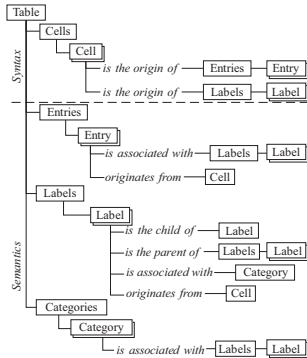 Table
Cells
Cell
is the origin of Entries Entry
is the origin of Labels Label
Syntax
Entries
Entry
is associated with Labels Label
originates from Cell
Labels
Label
is the child of Label
is the parent of Labels Label
is associated with Category
originates from Cell
Semantics
Categories
Category
is associated with Labels Label